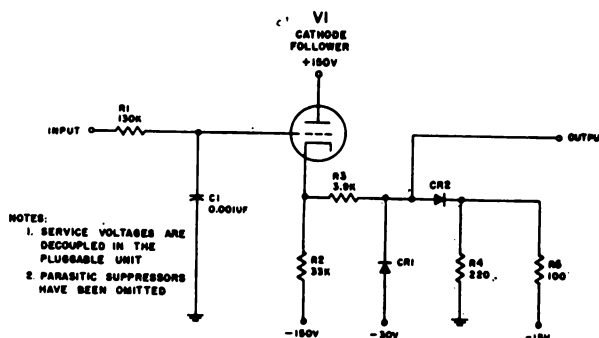 V1
CATHODE
FOLLOWER
+150V
R1
130K
INPUT
OUTPUT
R3
3.9K
CR2
C1
0.001UF
NOTES:
1. SERVICE VOLTAGES ARE
DECOUPLED IN THE
PLUGGABLE UNIT
2. PARASITIC SUPPRESSORS
HAVE BEEN OMITTED
R2
33K
CR1
R4
220
R5
100
-150V
-30V
-15V